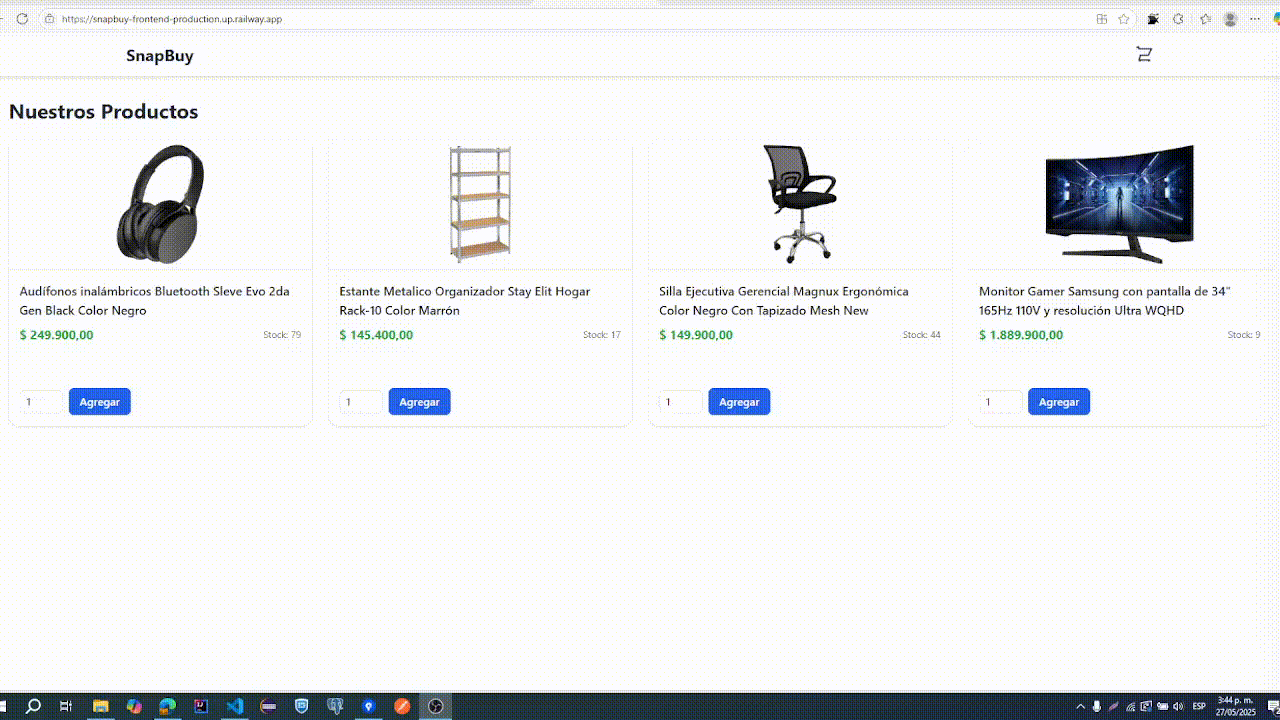 https://snapbuy-frontend-production.up.railway.app
SnapBuy
Nuestros Productos
Audífonos inalámbricos Bluetooth Sleve Evo 2da
Gen Black Color Negro
$ 249.900,00 Stock: 79
1 Agregar
Estante Metalico Organizador Stay Elit Hogar
Rack-10 Color Marrón
$ 145.400,00 Stock: 17
1 Agregar
Silla Ejecutiva Gerencial Magnux Ergonómica
Color Negro Con Tapizado Mesh New
$ 149.900,00 Stock: 44
1 Agregar
Monitor Gamer Samsung con pantalla de 34"
165Hz 110V y resolución Ultra WQHD
$ 1.889.900,00 Stock: 9
1 Agregar
ESP
3:44 p. m.
27/05/2025